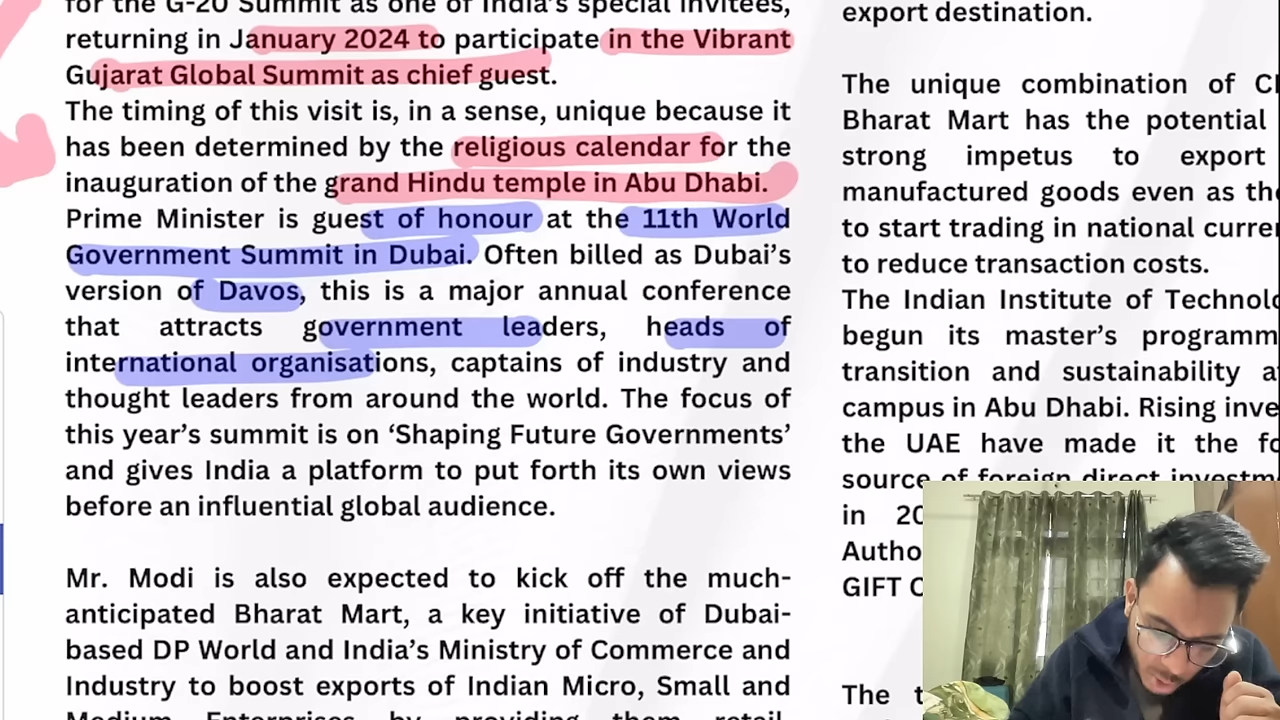 for the G-20 Summit as one of India's special invitees,
returning in January 2024 to participate in the Vibrant
Gujarat Global Summit as chief guest.
The timing of this visit is, in a sense, unique because it
has been determined by the religious calendar for the
inauguration of the grand Hindu temple in Abu Dhabi.
Prime Minister is guest of honour at the 11th World
Government Summit in Dubai. Often billed as Dubai's
version of Davos, this is a major annual conference
that attracts government leaders, heads of
international organisations, captains of industry and
thought leaders from around the world. The focus of
this year's summit is on 'Shaping Future Governments'
and gives India a platform to put forth its own views
before an influential global audience.
Mr. Modi is also expected to kick off the much-
anticipated Bharat Mart, a key initiative of Dubai-
based DP World and India's Ministry of Commerce and
Industry to boost exports of Indian Micro, Small and
Medium Enterprises by providing them retail,
export destination.
The unique combination of
Bharat Mart has the potential
strong impetus to export
manufactured goods even as
to start trading in national
to reduce transaction costs.
The Indian Institute of
begun its master's
transition and sustainability
campus in Abu Dhabi. Rising
the UAE have made it the
source of foreign direct
in
GIFT
The